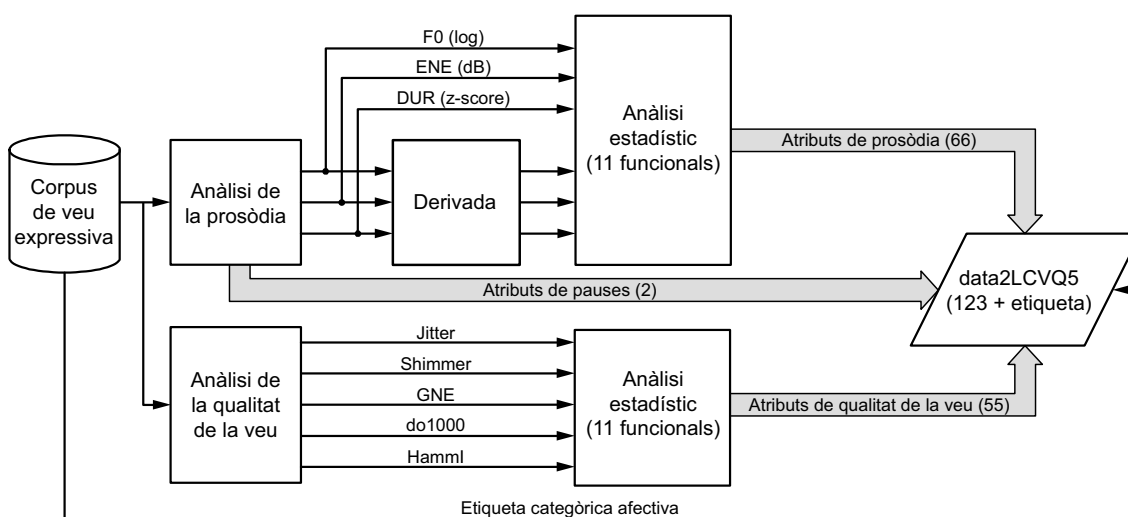 F0 (log)
ENE (dB)
DUR (z-score)
Corpus
de veu
expressiva
Anàlisi de
la prosòdia
Derivada
Anàlisi
estadístic
(11 funcionals)
Atributs de prosòdia (66)
Atributs de pauses (2)
data2LCVQ5
(123 + etiqueta)
Anàlisi de
la qualitat
de la veu
Jitter
Shimmer
GNE
do1000
HammI
Anàlisi
estadístic
(11 funcionals)
Atributs de qualitat de la veu (55)
Etiqueta categòrica afectiva